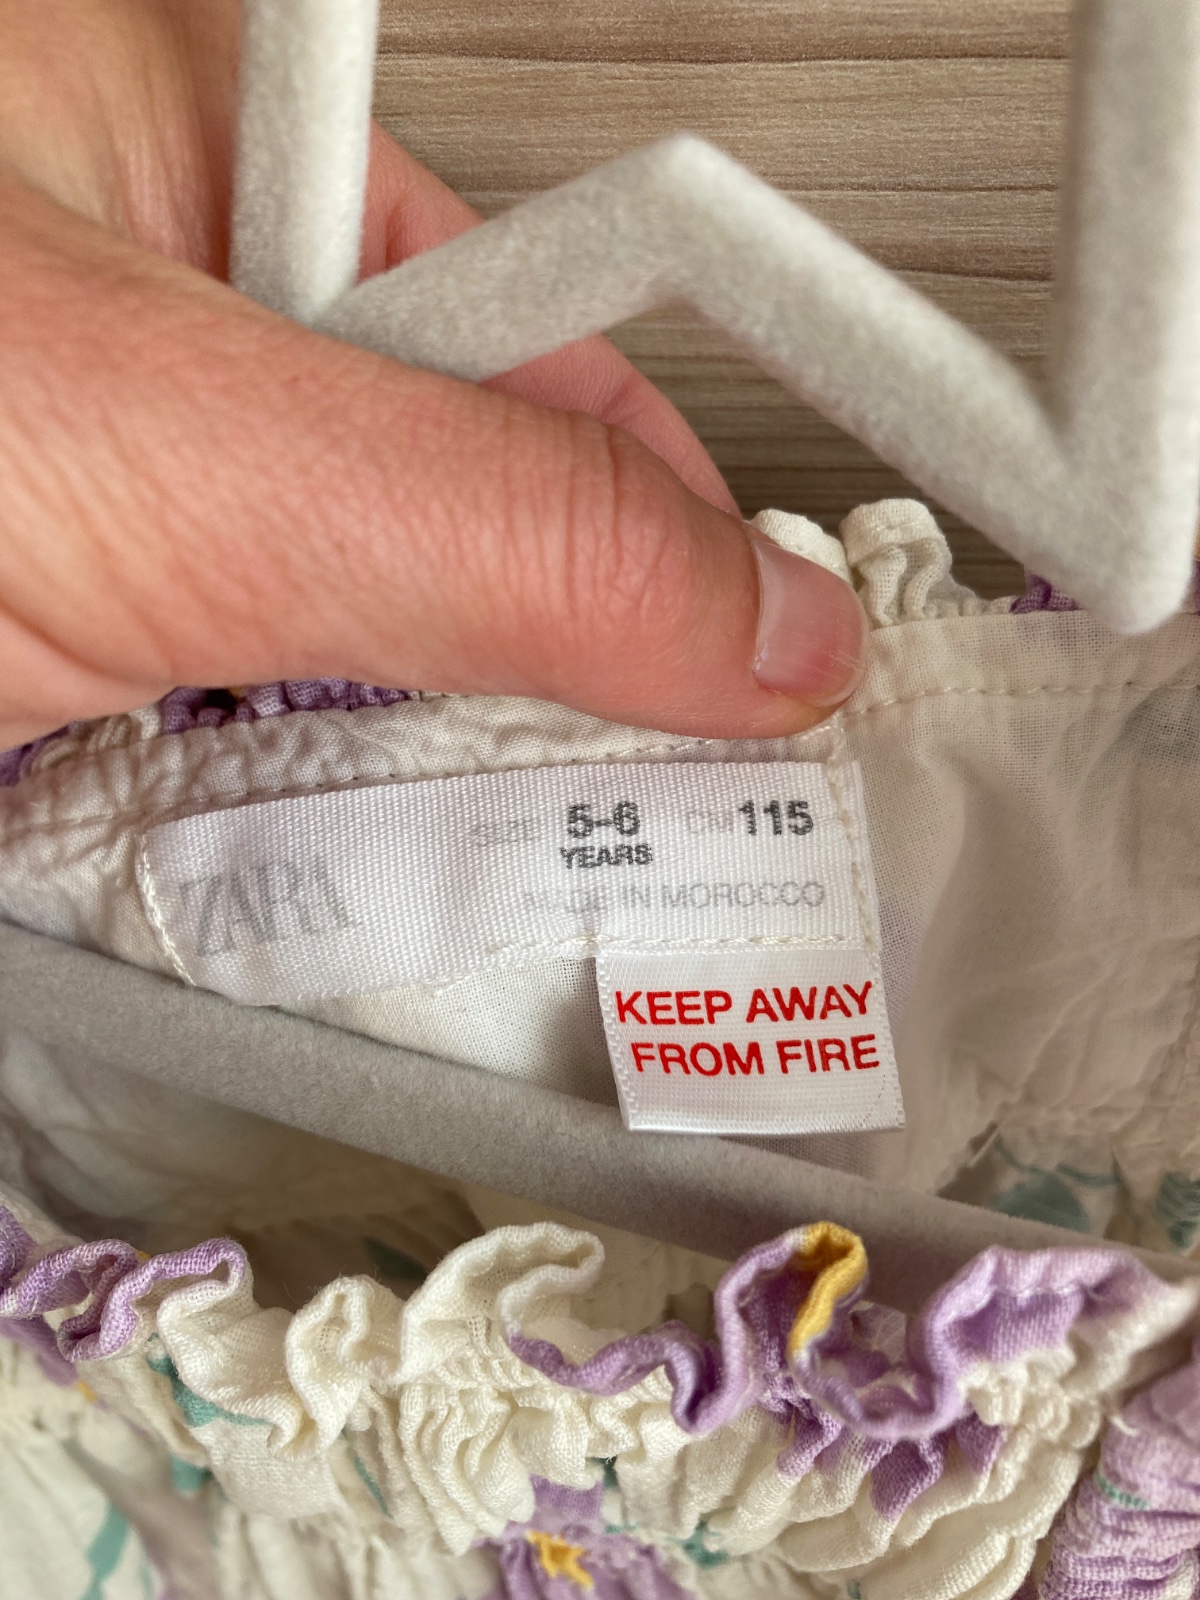 ZARA
SIZE 5-6 CM 115
YEARS
MADE IN MOROCCO
KEEP AWAY
FROM FIRE